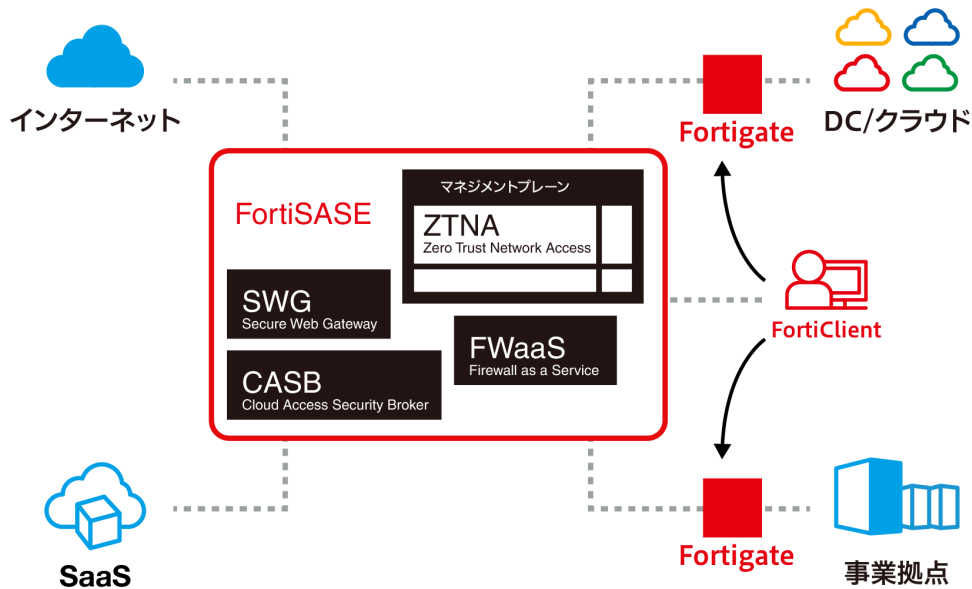 インターネット
Fortigate
DC/クラウド
FortiSASE
マネジメントプレーン
ZTNA
Zero Trust Network Access
SWG
Secure Web Gateway
FWaaS
Firewall as a Service
CASB
Cloud Access Security Broker
FortiClient
SaaS
Fortigate
事業拠点